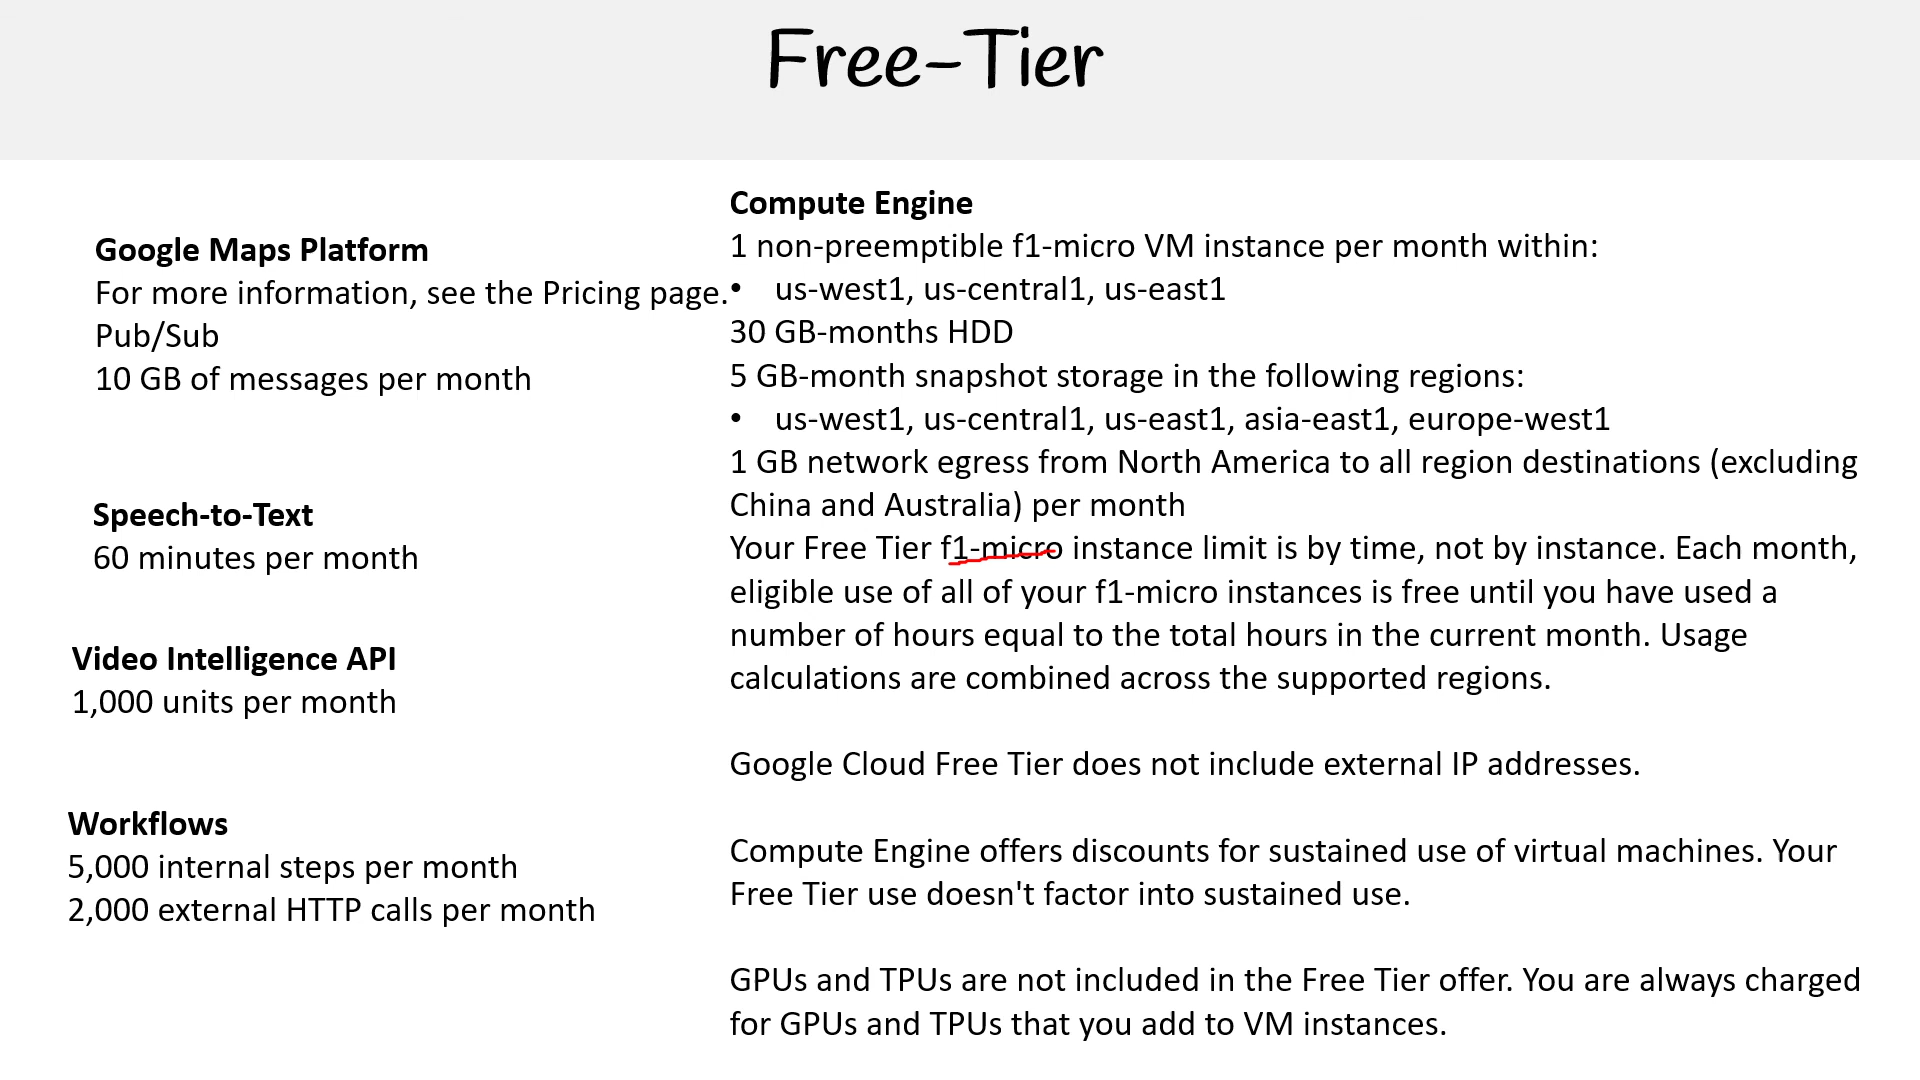 Free-Tier
Google Maps Platform
For more information, see the Pricing page.
Pub/Sub
10 GB of messages per month
Speech-to-Text
60 minutes per month
Video Intelligence API
1,000 units per month
Workflows
5,000 internal steps per month
2,000 external HTTP calls per month
Compute Engine
1 non-preemptible f1-micro VM instance per month within:
• us-west1, us-central1, us-east1
30 GB-months HDD
5 GB-month snapshot storage in the following regions:
• us-west1, us-central1, us-east1, asia-east1, europe-west1
1 GB network egress from North America to all region destinations (excluding
China and Australia) per month
Your Free Tier f1-micro instance limit is by time, not by instance. Each month,
eligible use of all of your f1-micro instances is free until you have used a
number of hours equal to the total hours in the current month. Usage
calculations are combined across the supported regions.
Google Cloud Free Tier does not include external IP addresses.
Compute Engine offers discounts for sustained use of virtual machines. Your
Free Tier use doesn't factor into sustained use.
GPUs and TPUs are not included in the Free Tier offer. You are always charged
for GPUs and TPUs that you add to VM instances.